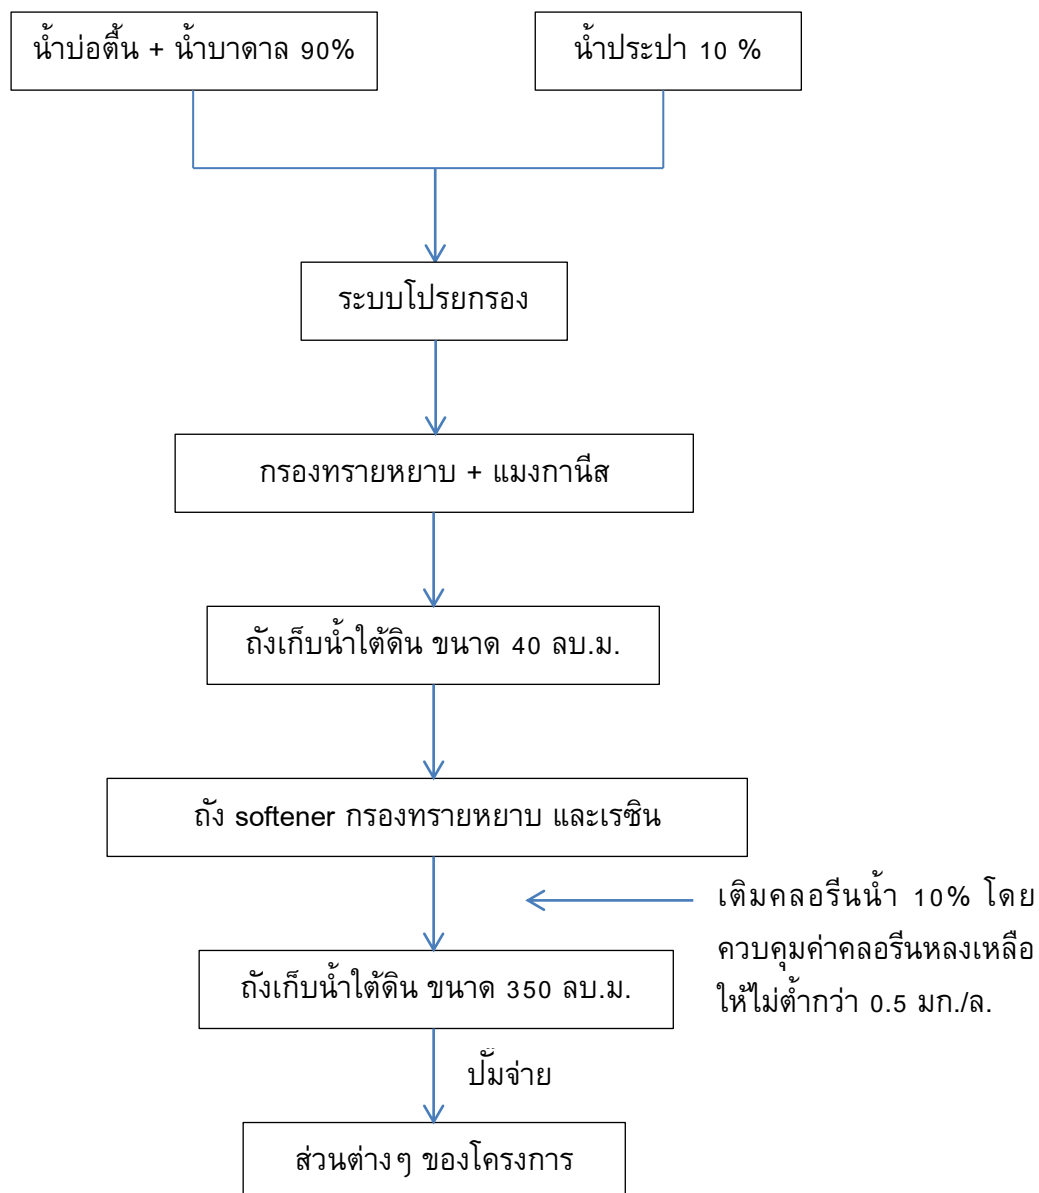 น้ำบ่อตื้น + น้ำบาดาล 90%
น้ำประปา 10 %
ระบบโปรยกรอง
กรองทรายหยาบ + แมงกานีส
ถังเก็บน้ำใต้ดิน ขนาด 40 ลบ.ม.
ถัง softener กรองทรายหยาบ และเรซิน
เติมคลอรีนน้ำ 10% โดย
ควบคุมค่าคลอรีนหลงเหลือ
ให้ไม่ต่ำกว่า 0.5 มก./ล.
ถังเก็บน้ำใต้ดิน ขนาด 350 ลบ.ม.
ปั๊มจ่าย
ส่วนต่างๆ ของโครงการ